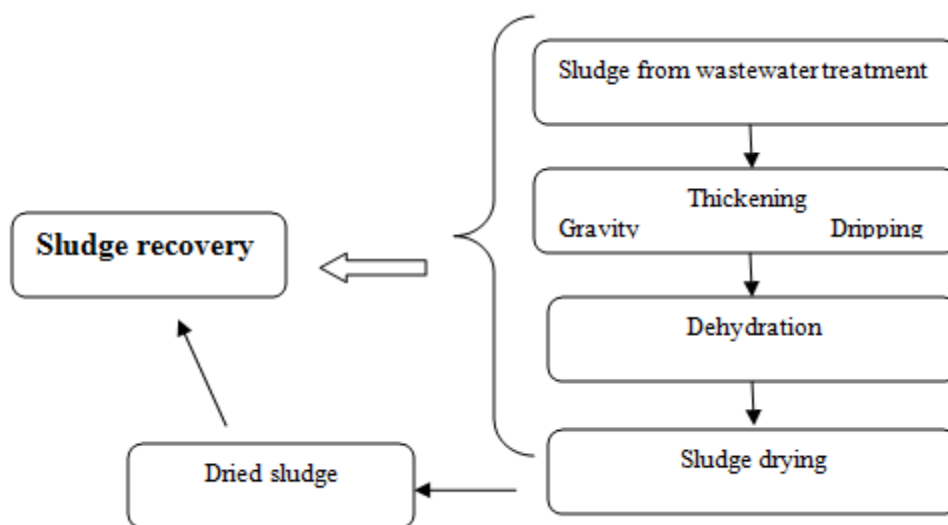 Sludge from wastewater treatment
Thickening
Gravity Dripping
Sludge recovery
Dehydration
Sludge drying
Dried sludge